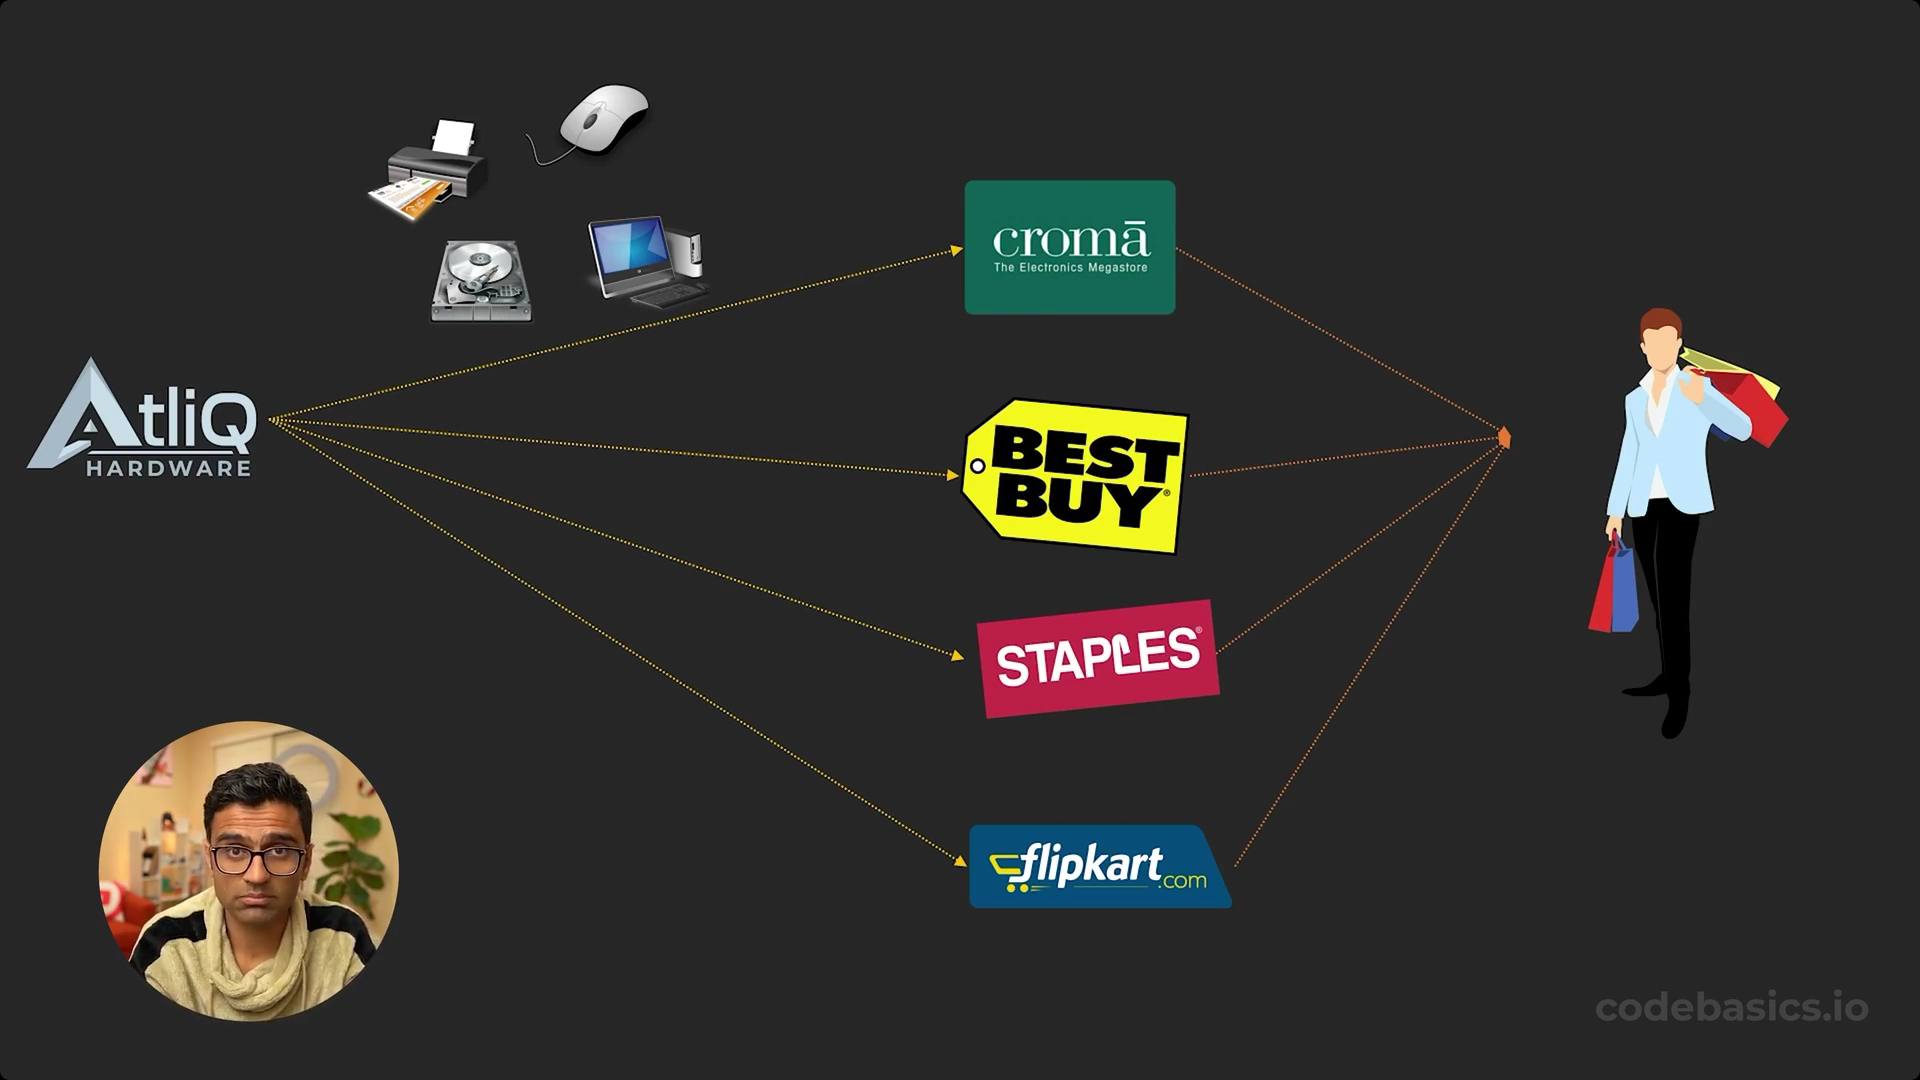 AtliQ
HARDWARE
cromā
The Electronics Megastore
BEST
BUY®
STAPLES®
flipkart
.com
codebasics.io